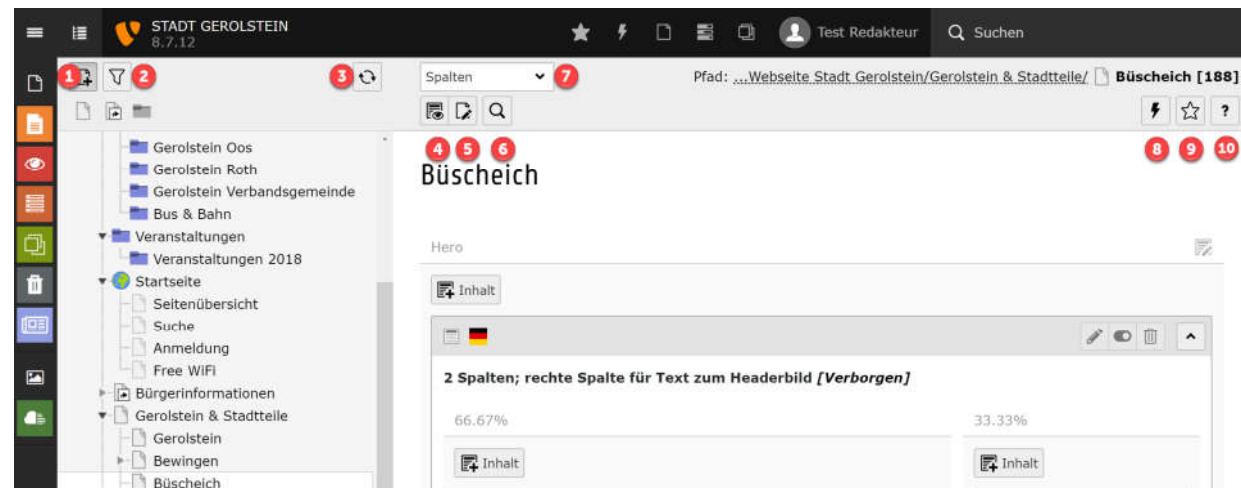 STADT GEROLSTEIN
8.7.12
Test Redakteur
Suchen
1
2
3
Spalten
7
Pfad: ...Webseite Stadt Gerolstein/Gerolstein & Stadtteile/ Büscheich [188]
?
4 5 6
8 9 10
Büscheich
Gerolstein Oos
Gerolstein Roth
Gerolstein Verbandsgemeinde
Bus & Bahn
Veranstaltungen
Veranstaltungen 2018
Startseite
Seitenübersicht
Suche
Anmeldung
Free WiFi
Bürgerinformationen
Gerolstein & Stadtteile
Gerolstein
Bewingen
Büscheich
Hero
Inhalt
2 Spalten; rechte Spalte für Text zum Headerbild [Verborgen]
66.67%
33.33%
Inhalt
Inhalt